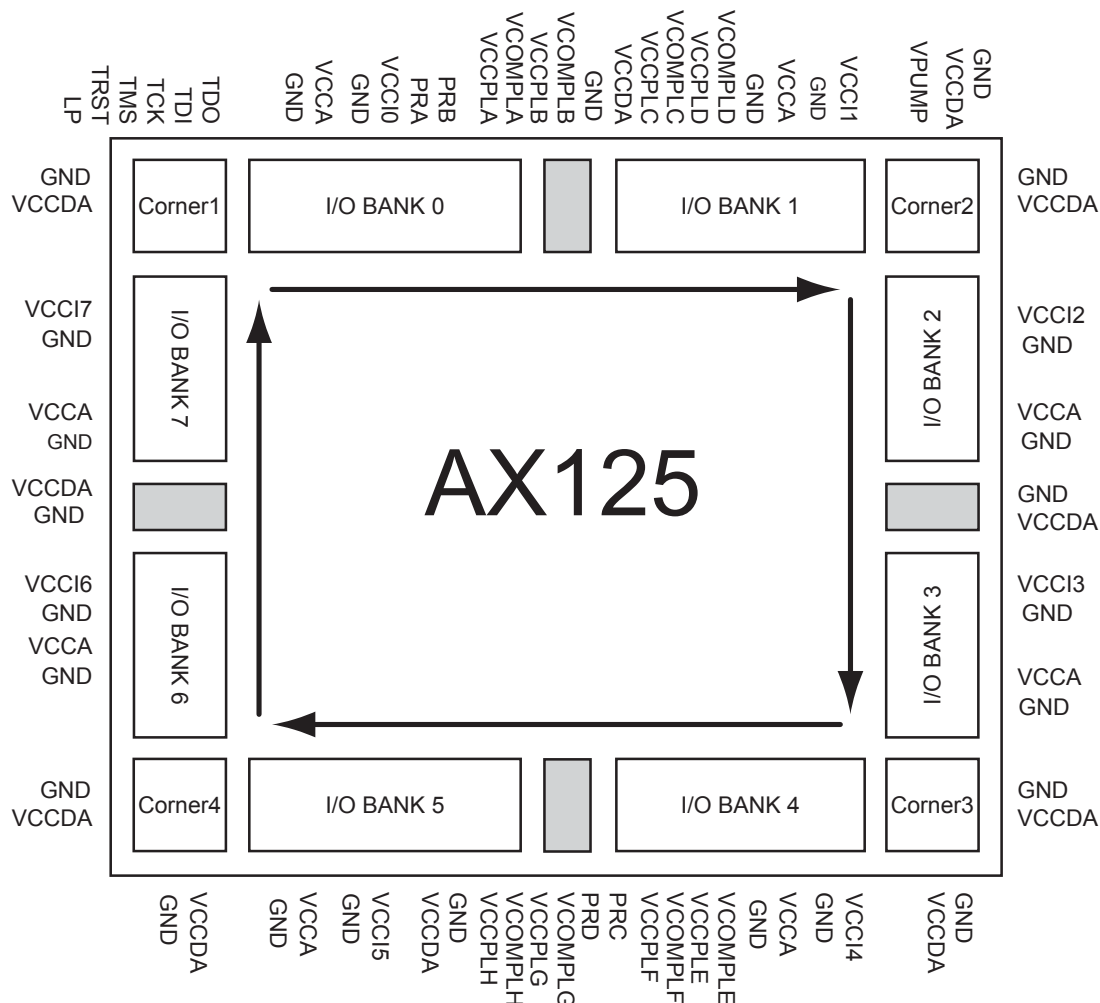 LP
TRST
TMS
TCK
TDI
TDO
GND
VCCA
GND
VCCI0
PRA
PRB
VCCPLA
VCOMPLA
VCCPLB
VCOMPLB
GND
VCCDA
VCCPLC
VCOMPLC
VCCPLD
VCOMPLD
GND
VCCA
GND
VCCI1
VPUMP
VCCDA
GND
GND
VCCDA
Corner1
I/O BANK 0
I/O BANK 1
Corner2
GND
VCCDA
VCCI7
GND
VCCA
GND
I/O BANK 7
I/O BANK 2
VCCI2
GND
VCCA
GND
AX125
VCCDA
GND
GND
VCCDA
VCCI6
GND
VCCA
GND
I/O BANK 6
I/O BANK 3
VCCI3
GND
VCCA
GND
GND
VCCDA
Corner4
I/O BANK 5
I/O BANK 4
Corner3
GND
VCCDA
GND
VCCDA
GND
VCCA
GND
VCCI5
VCCDA
GND
VCCPLH
VCOMPLH
VCCPLG
VCOMPLG
PRD
PRC
VCCPLF
VCOMPLF
VCCPLE
VCOMPLE
GND
VCCA
GND
VCCI4
VCCDA
GND